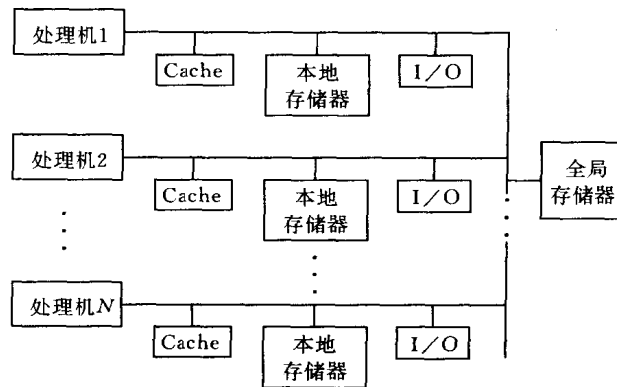 处理机1
Cache
本地
存储器
I/O
处理机2
Cache
本地
存储器
I/O
全局
存储器
处理机N
Cache
本地
存储器
I/O